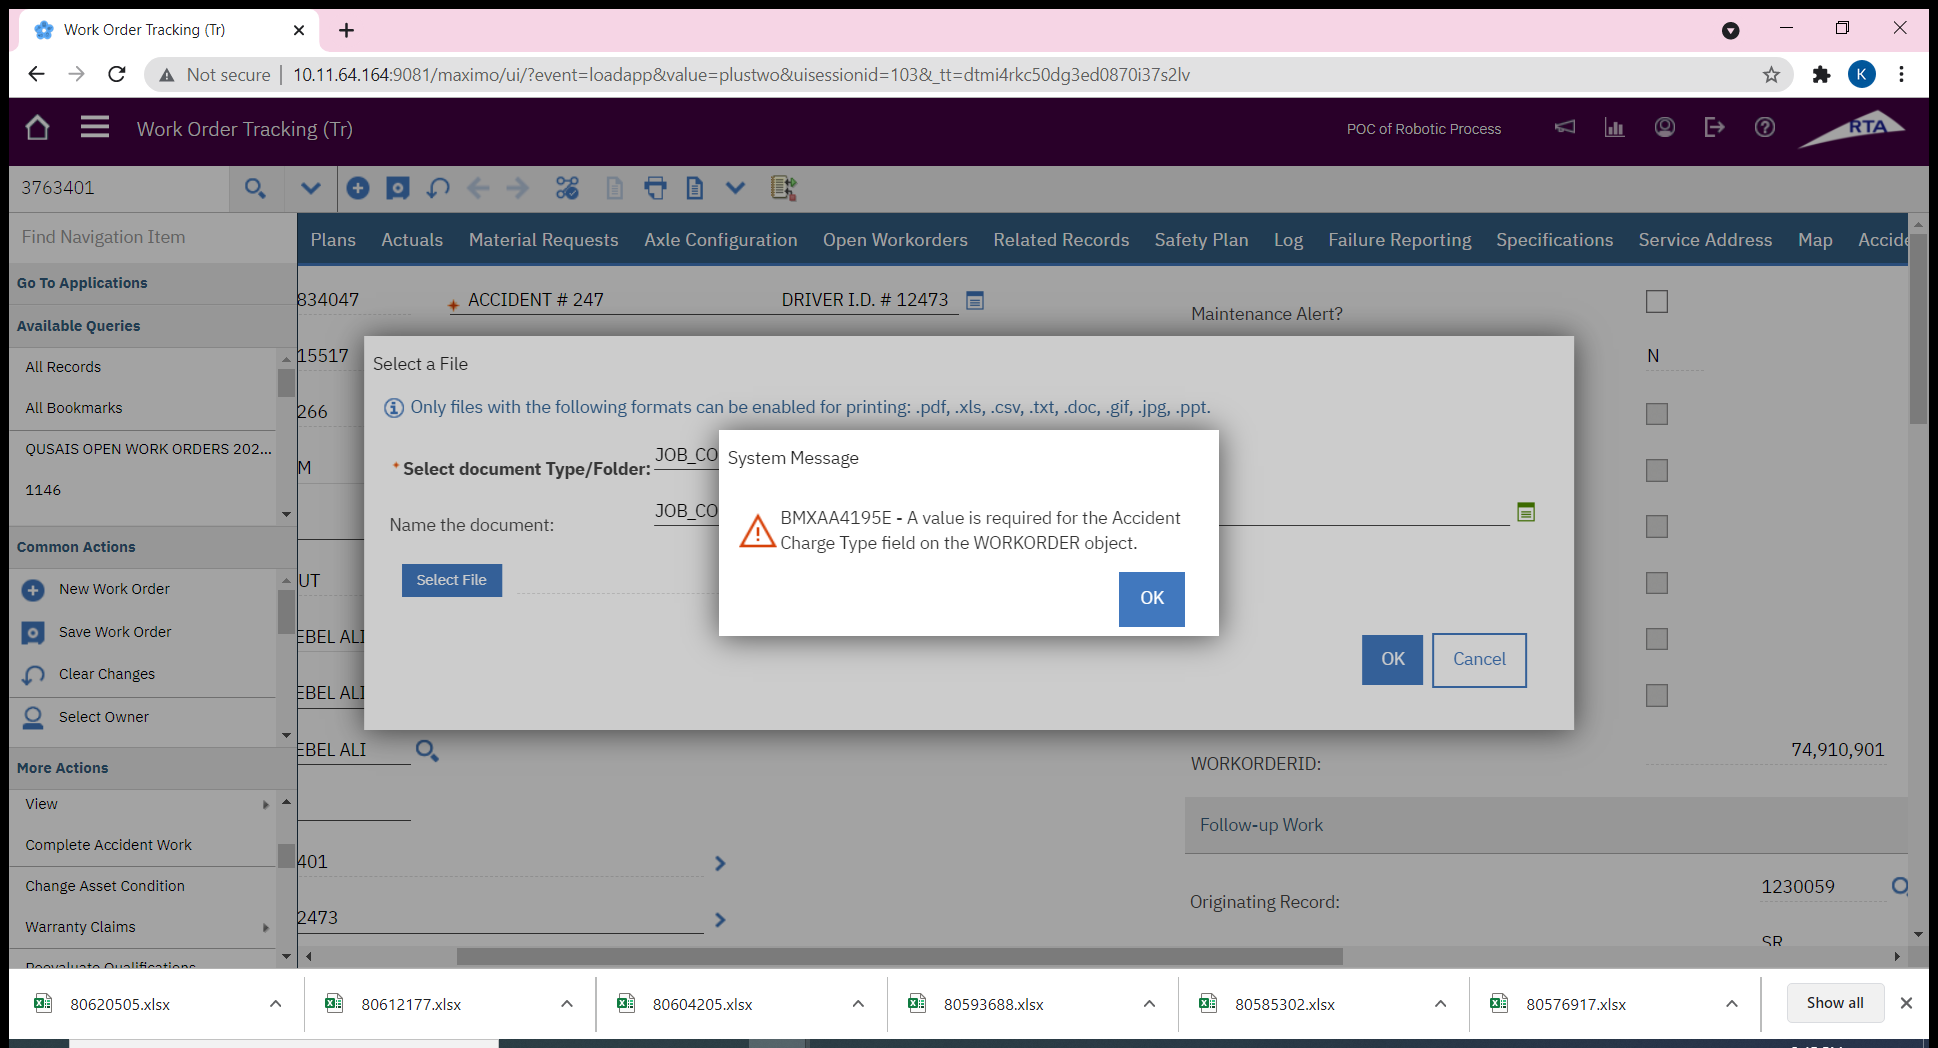 Work Order Tracking (Tr)
Not secure | 10.11.64.164:9081/maximo/ui/?event=loadapp&value=plustwo&uisessionid=103&_tt=dtmi4rkc50dg3ed0870i37s2lv
K
Work Order Tracking (Tr)
POC of Robotic Process
RTA
3763401
Find Navigation Item
Plans Actuals Material Requests Axle Configuration Open Workorders Related Records Safety Plan Log Failure Reporting Specifications Service Address Map Accide
Go To Applications
Available Queries
All Records
All Bookmarks
QUSAIS OPEN WORK ORDERS 202...
1146
Common Actions
New Work Order
Save Work Order
Clear Changes
Select Owner
More Actions
View
Complete Accident Work
Change Asset Condition
Warranty Claims
Reevaluate Qualifications
834047
ACCIDENT # 247 DRIVER I.D. # 12473
Maintenance Alert?
15517
N
266
M
UT
EBEL ALI
EBEL ALI
EBEL ALI
401
2473
Select a File
Only files with the following formats can be enabled for printing: .pdf, .xls, .csv, .txt, .doc, .gif, .jpg, .ppt.
* Select document Type/Folder: JOB_CO
Name the document: JOB_CO
Select File
OK Cancel
System Message
BMXAA4195E - A value is required for the Accident
Charge Type field on the WORKORDER object.
OK
WORKORDERID: 74,910,901
Follow-up Work
Originating Record: 1230059
SR
80620505.xlsx 80612177.xlsx 80604205.xlsx 80593688.xlsx 80585302.xlsx 80576917.xlsx Show all